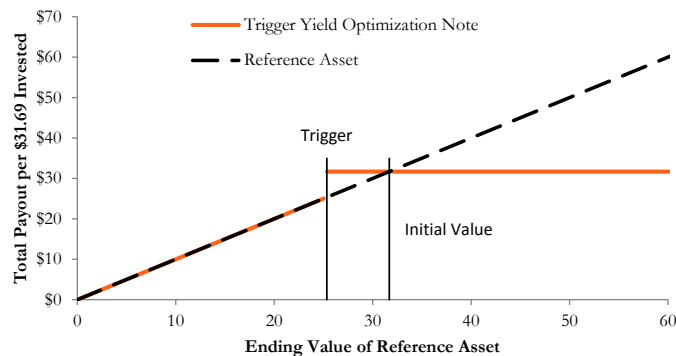 Trigger Yield Optimization Note
Reference Asset
Total Payout per $31.69 Invested
$70
$60
$50
$40
$30
$20
$10
$0
Trigger
Initial Value
0 10 20 30 40 50 60
Ending Value of Reference Asset